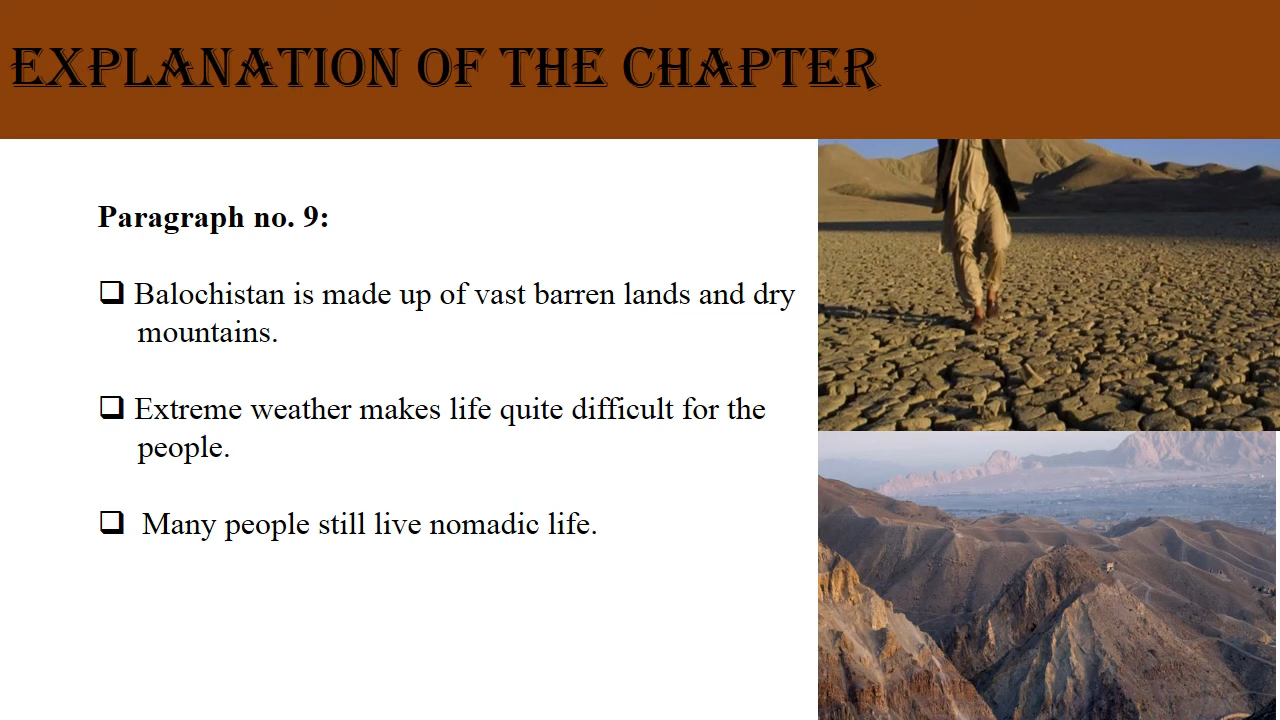 EXPLANATION OF THE CHAPTER
Paragraph no. 9:
❑ Balochistan is made up of vast barren lands and dry
mountains.
❑ Extreme weather makes life quite difficult for the
people.
❑ Many people still live nomadic life.